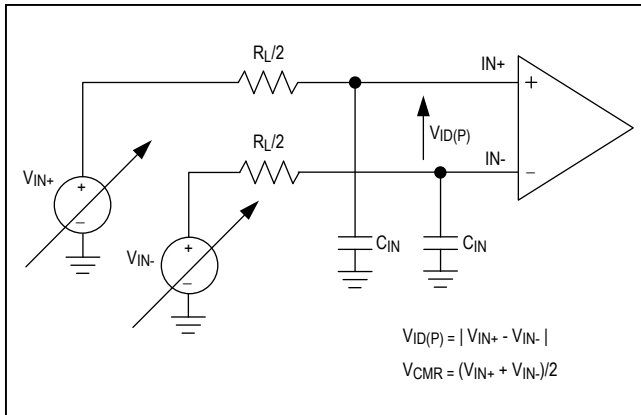 RL/2
IN+
+
VID(P)
RL/2
IN-
−
VIN+
+
−
VIN-
+
−
CIN
CIN
VID(P) = | VIN+ - VIN- |
VCMR = (VIN+ + VIN-)/2